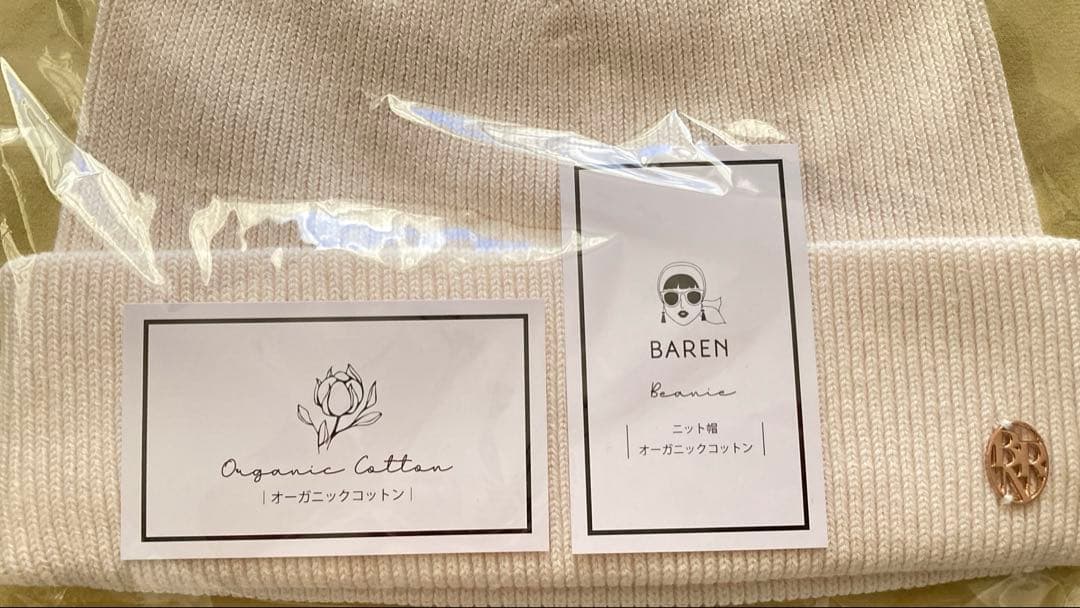 Organic Cotton
|オーガニックコットン|
BAREN
Beanie
ニット帽
オーガニックコットン